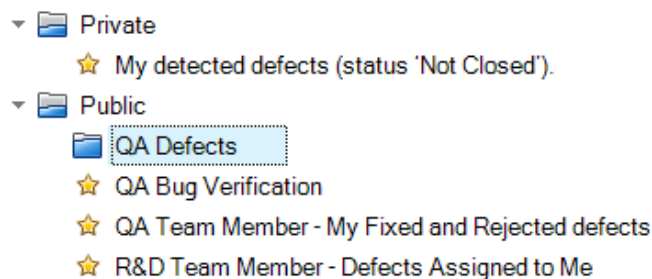 Private
My detected defects (status 'Not Closed').
Public
QA Defects
QA Bug Verification
QA Team Member - My Fixed and Rejected defects
R&D Team Member - Defects Assigned to Me